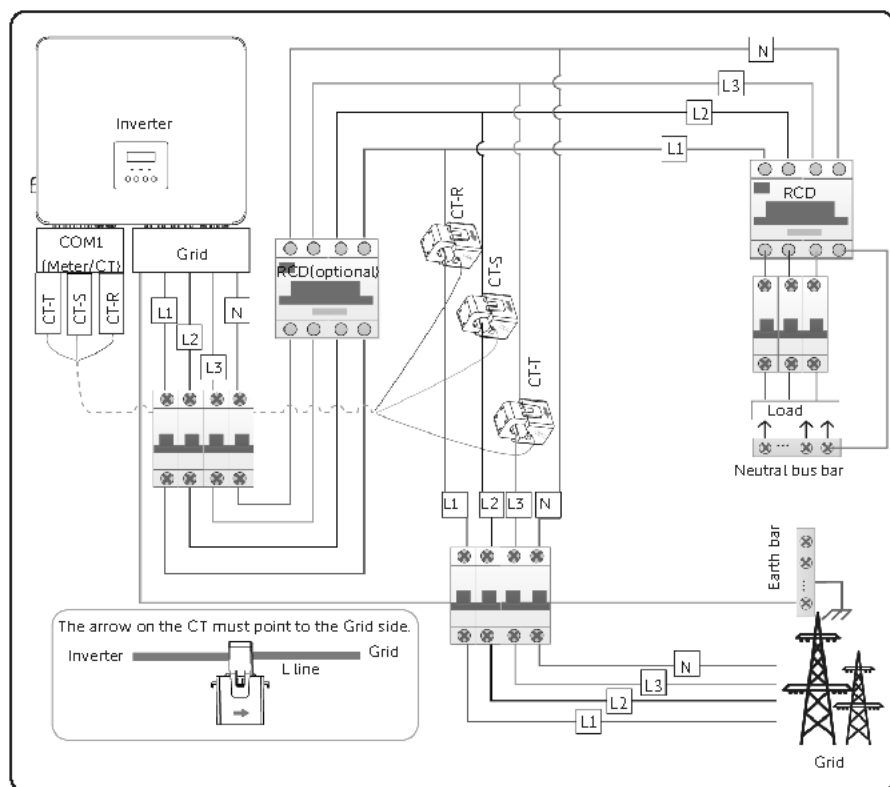 N
L3
L2
L1
Inverter
RCD
CT-R
COM1
(Meter/CT)
Grid
RCD(optional)
CT-S
CT-T
CT-S
CT-R
L1
N
L2
L3
CT-T
Load
Neutral bus bar
L1
L2
L3
N
Earth bar
The arrow on the CT must point to the Grid side.
Inverter
Grid
L line
N
L3
L2
L1
Grid